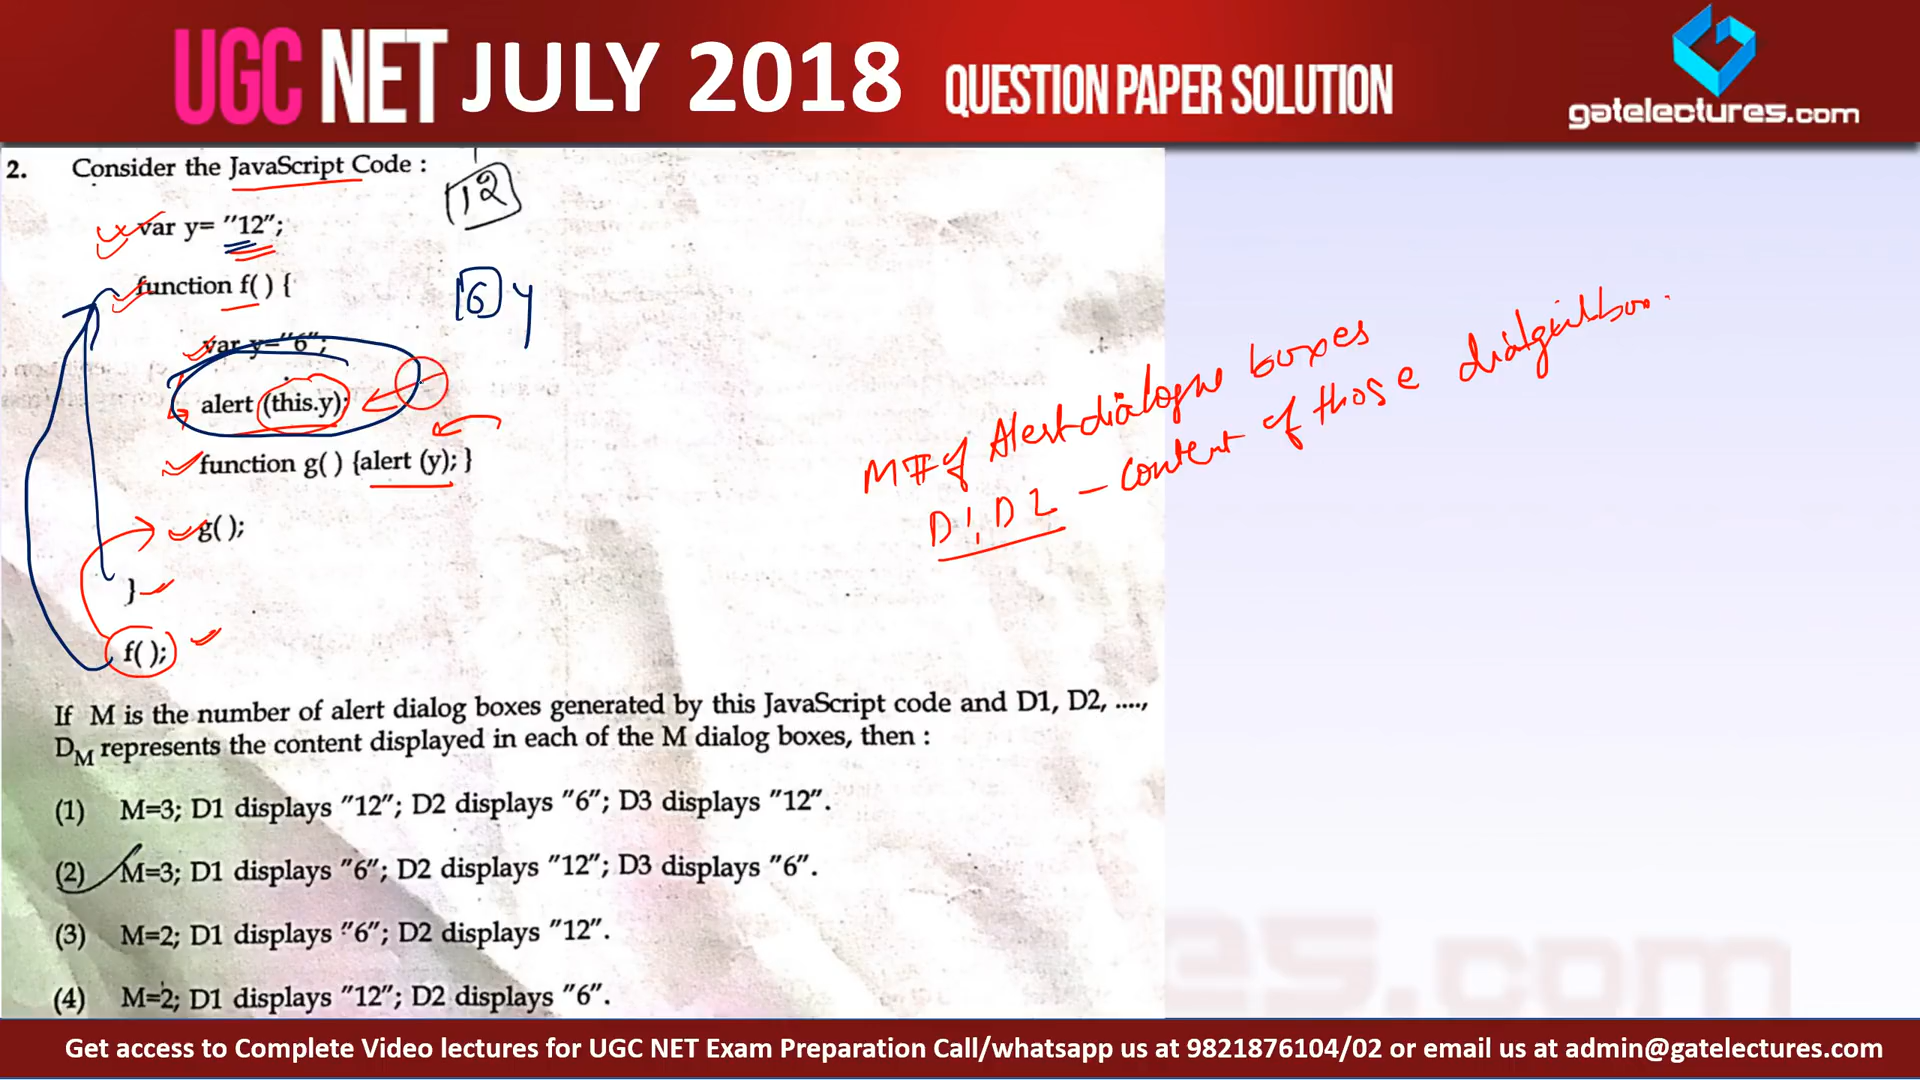 UGC NET JULY 2018 QUESTION PAPER SOLUTION
gatelectures.com
2. Consider the JavaScript Code :
var y= "12";
function f( ) {
var y="6";
alert (this.y);
function g( ) {alert (y); }
g( );
}
f( );
12
6 y
M # of Alert dialogue boxes
D1, D2 – content of those
If M is the number of alert dialog boxes generated by this JavaScript code and D1, D2, ....,
DM represents the content displayed in each of the M dialog boxes, then :
(1) M=3; D1 displays "12"; D2 displays "6"; D3 displays "12".
(2) M=3; D1 displays "6"; D2 displays "12"; D3 displays "6".
(3) M=2; D1 displays "6"; D2 displays "12".
(4) M=2; D1 displays "12"; D2 displays "6".
es.com
Get access to Complete Video lectures for UGC NET Exam Preparation Call/whatsapp us at 9821876104/02 or email us at admin@gatelectures.com